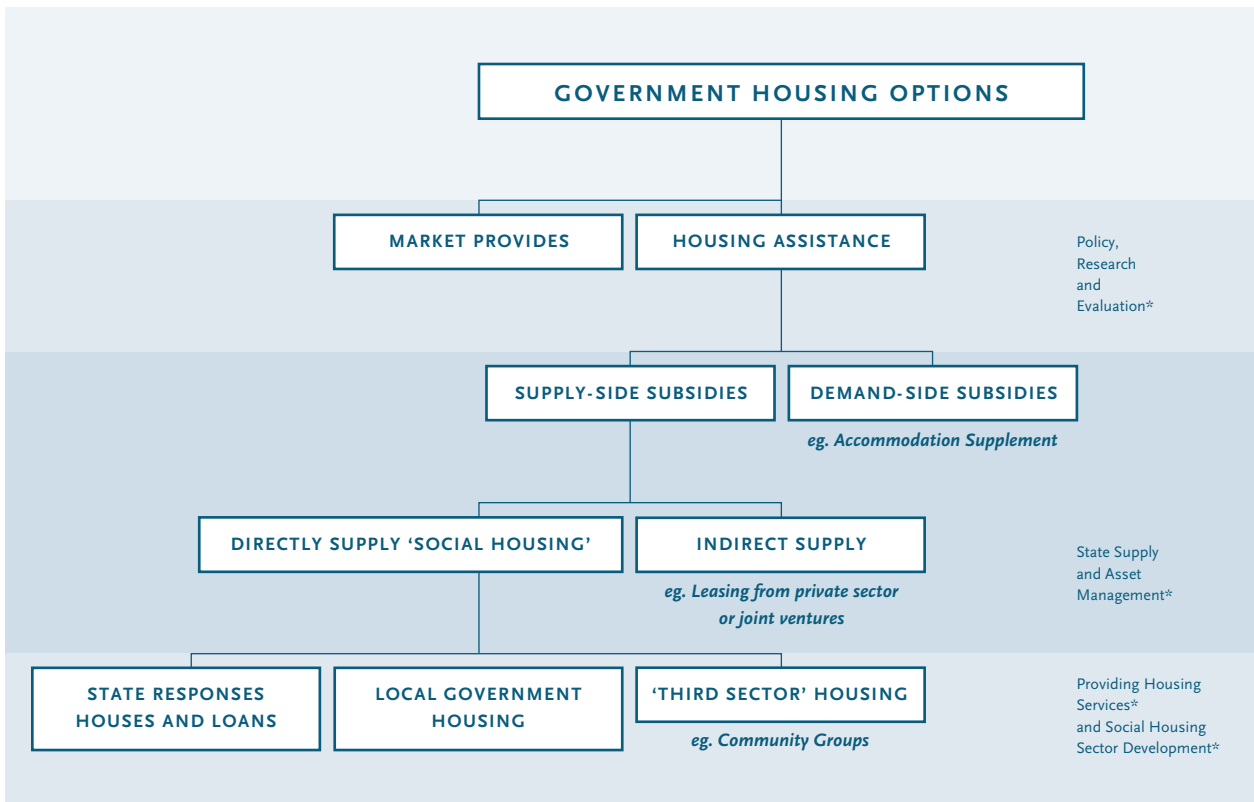 GOVERNMENT HOUSING OPTIONS
MARKET PROVIDES
HOUSING ASSISTANCE
Policy,
Research
and
Evaluation*
SUPPLY-SIDE SUBSIDIES
DEMAND-SIDE SUBSIDIES
eg. Accommodation Supplement
DIRECTLY SUPPLY ‘SOCIAL HOUSING’
INDIRECT SUPPLY
eg. Leasing from private sector
or joint ventures
State Supply
and Asset
Management*
STATE RESPONSES
HOUSES AND LOANS
LOCAL GOVERNMENT
HOUSING
‘THIRD SECTOR’ HOUSING
eg. Community Groups
Providing Housing
Services*
and Social Housing
Sector Development*